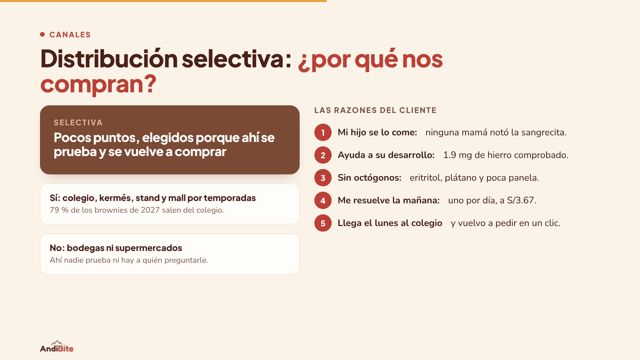 CANALES
Distribución selectiva: ¿por qué nos
compran?
SELECTIVA
Pocos puntos, elegidos porque ahí se
prueba y se vuelve a comprar
Sí: colegio, kermés, stand y mall por temporadas
79 % de los brownies de 2027 salen del colegio.
No: bodegas ni supermercados
Ahí nadie prueba ni hay a quién preguntarle.
LAS RAZONES DEL CLIENTE
1 Mi hijo se lo come: ninguna mamá notó la sangrecita.
2 Ayuda a su desarrollo: 1.9 mg de hierro comprobado.
3 Sin octógonos: eritritol, plátano y poca panela.
4 Me resuelve la mañana: uno por día, a S/3.67.
5 Llega el lunes al colegio y vuelvo a pedir en un clic.
AndiBite